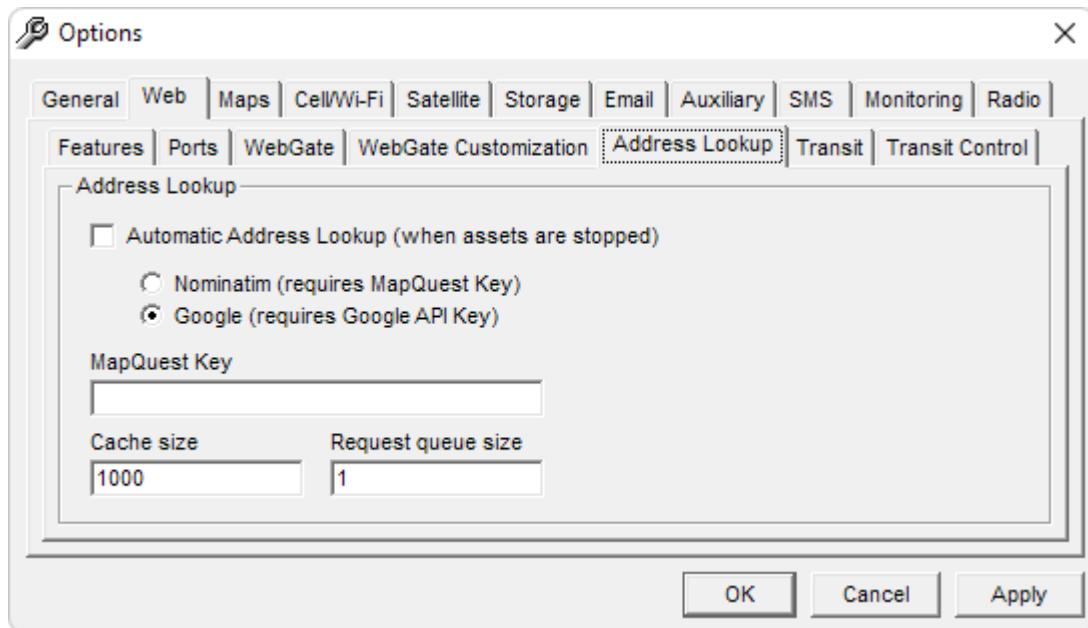 Options
General Web Maps Cell/Wi-Fi Satellite Storage Email Auxiliary SMS Monitoring Radio
Features Ports WebGate WebGate Customization Address Lookup Transit Transit Control
Address Lookup
Automatic Address Lookup (when assets are stopped)
Nominatim (requires MapQuest Key)
Google (requires Google API Key)
MapQuest Key
Cache size Request queue size
1000 1
OK Cancel Apply